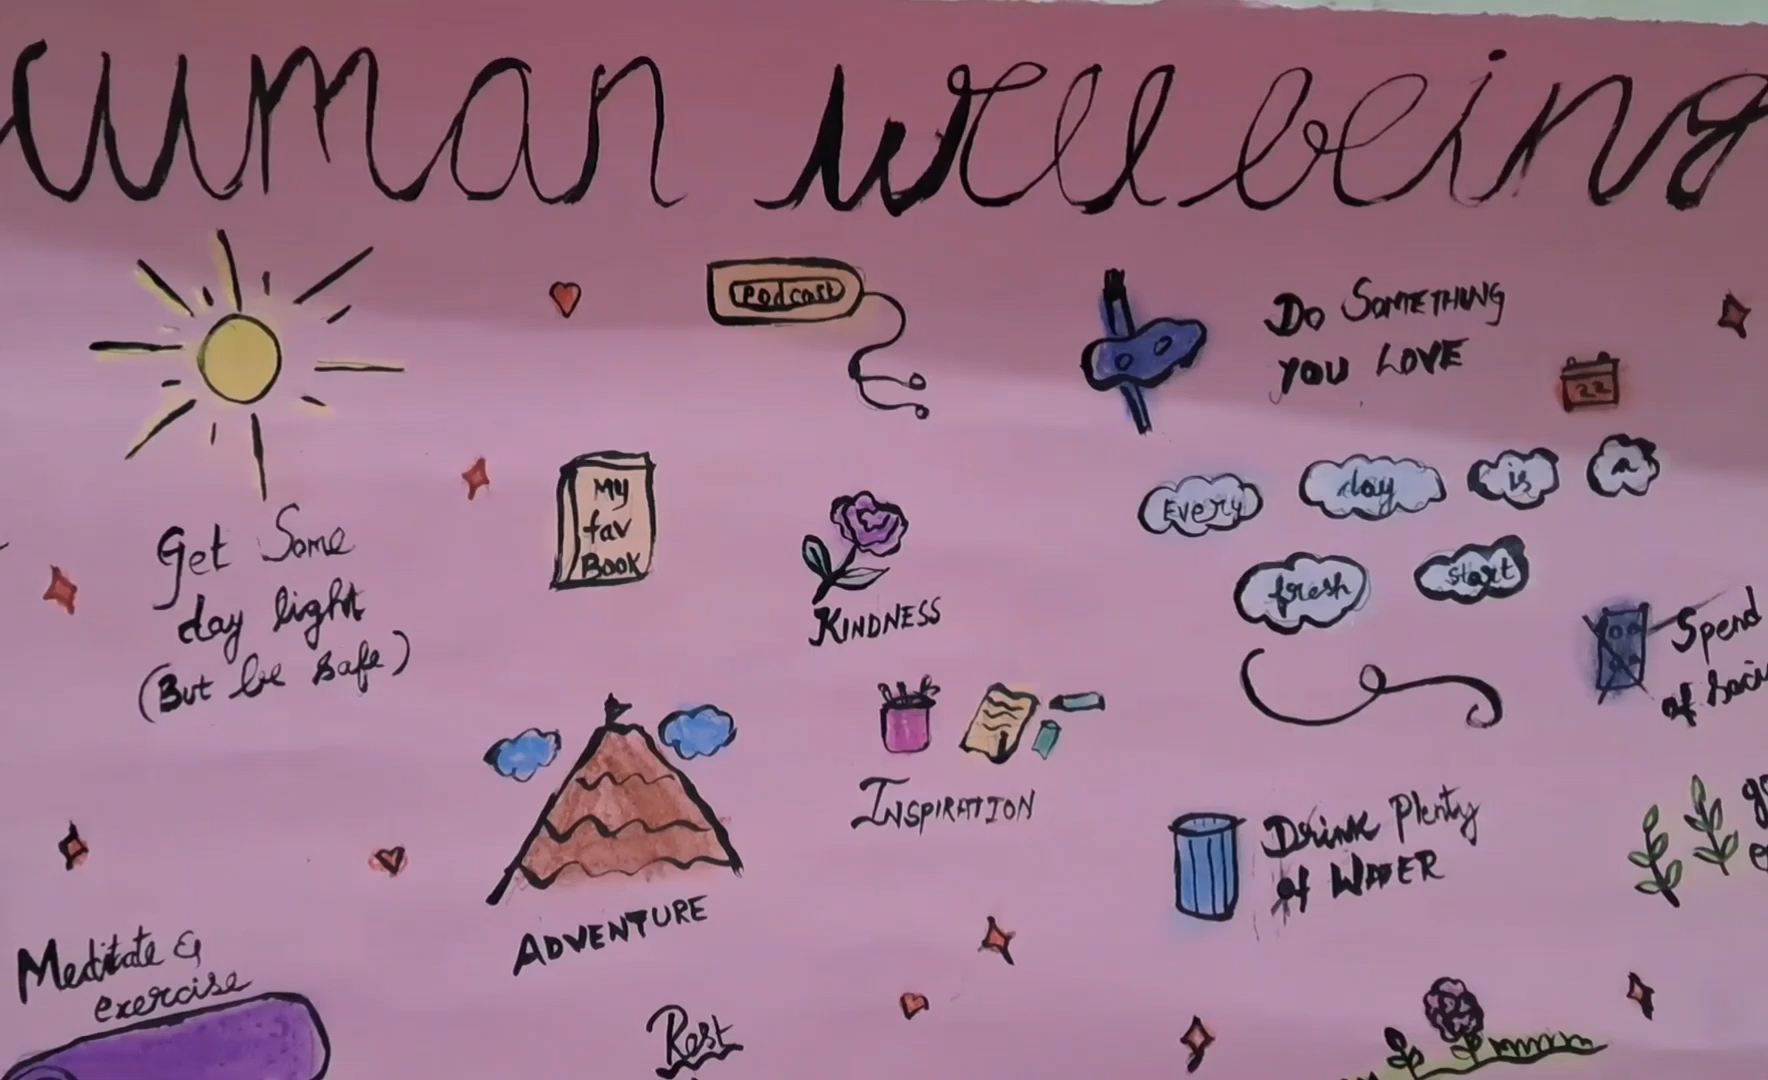 uman wellbeing
Podcast
Do SOMETHING
YOU LOVE
22
My
fav
Book
Every day is a
fresh start
Get Some
day light
(But be safe)
KINDNESS
Spend
of
INSPIRATION
Drink Plenty
of WATER
ADVENTURE
Meditate &
exercise
Rest